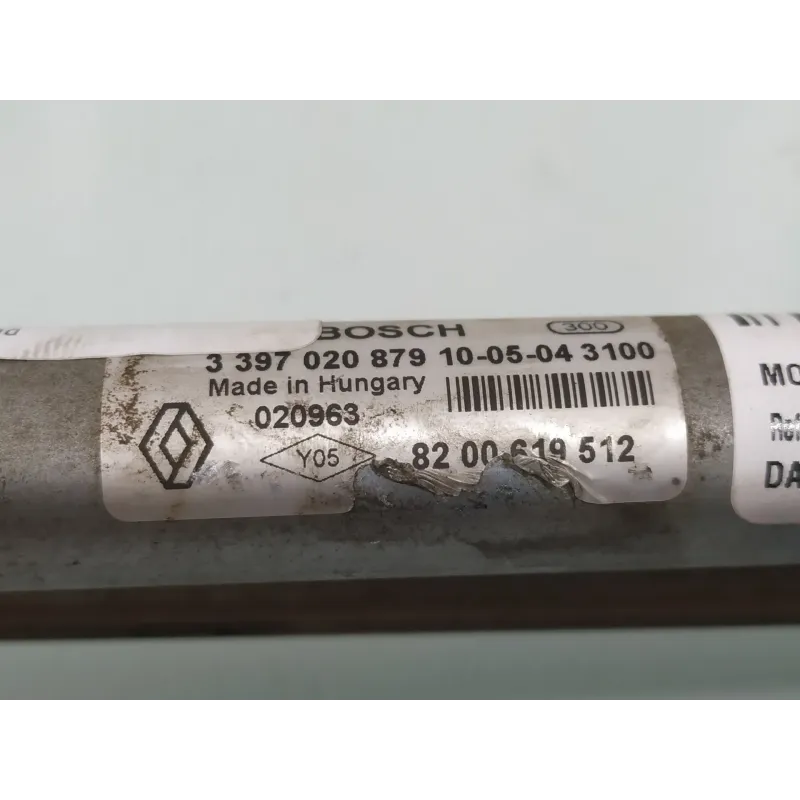 BOSCH 300
3 397 020 879 10-05-04 3100
Made in Hungary
020963
Y05 82 00 619 512
MO
Ref
DA